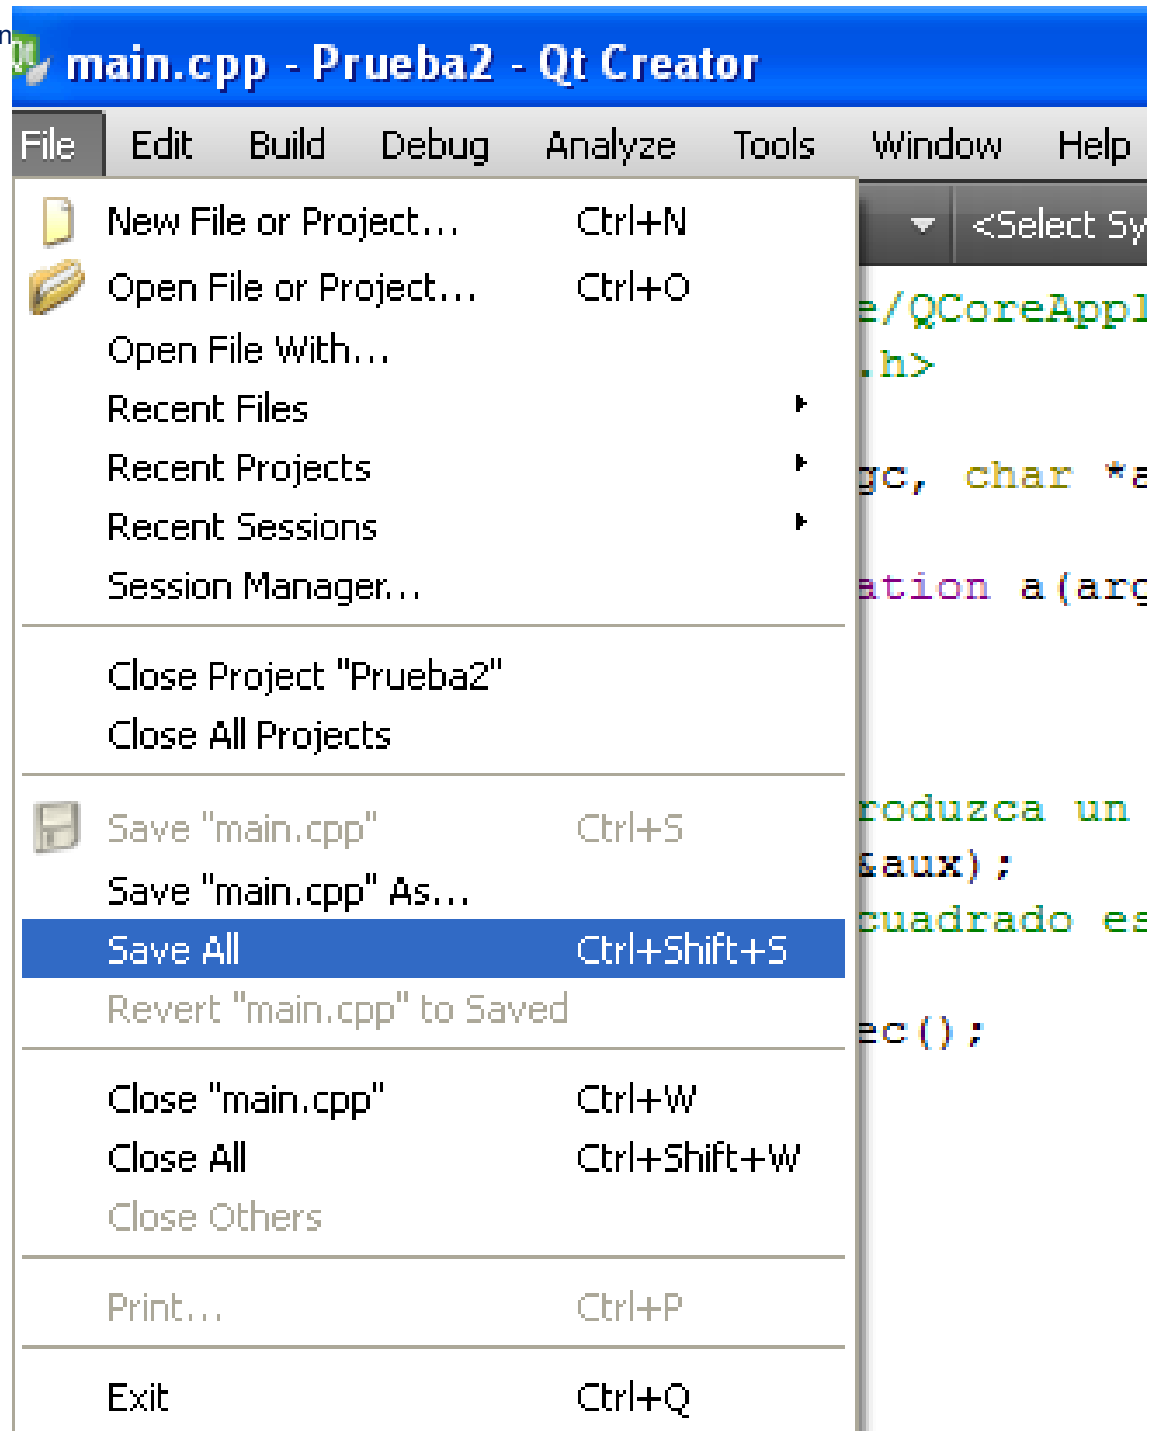 n
main.cpp - Prueba2 - Qt Creator
File Edit Build Debug Analyze Tools Window Help
<Select Sy
New File or Project... Ctrl+N
Open File or Project... Ctrl+O
e/QCoreAppl
Open File With...
.h>
Recent Files
Recent Projects
gc, char *a
Recent Sessions
Session Manager...
ation a(arg
Close Project "Prueba2"
Close All Projects
roduzca un
Save "main.cpp" Ctrl+S
&aux);
Save "main.cpp" As...
cuadrado es
Save All Ctrl+Shift+S
Revert "main.cpp" to Saved
ec();
Close "main.cpp" Ctrl+W
Close All Ctrl+Shift+W
Close Others
Print... Ctrl+P
Exit Ctrl+Q